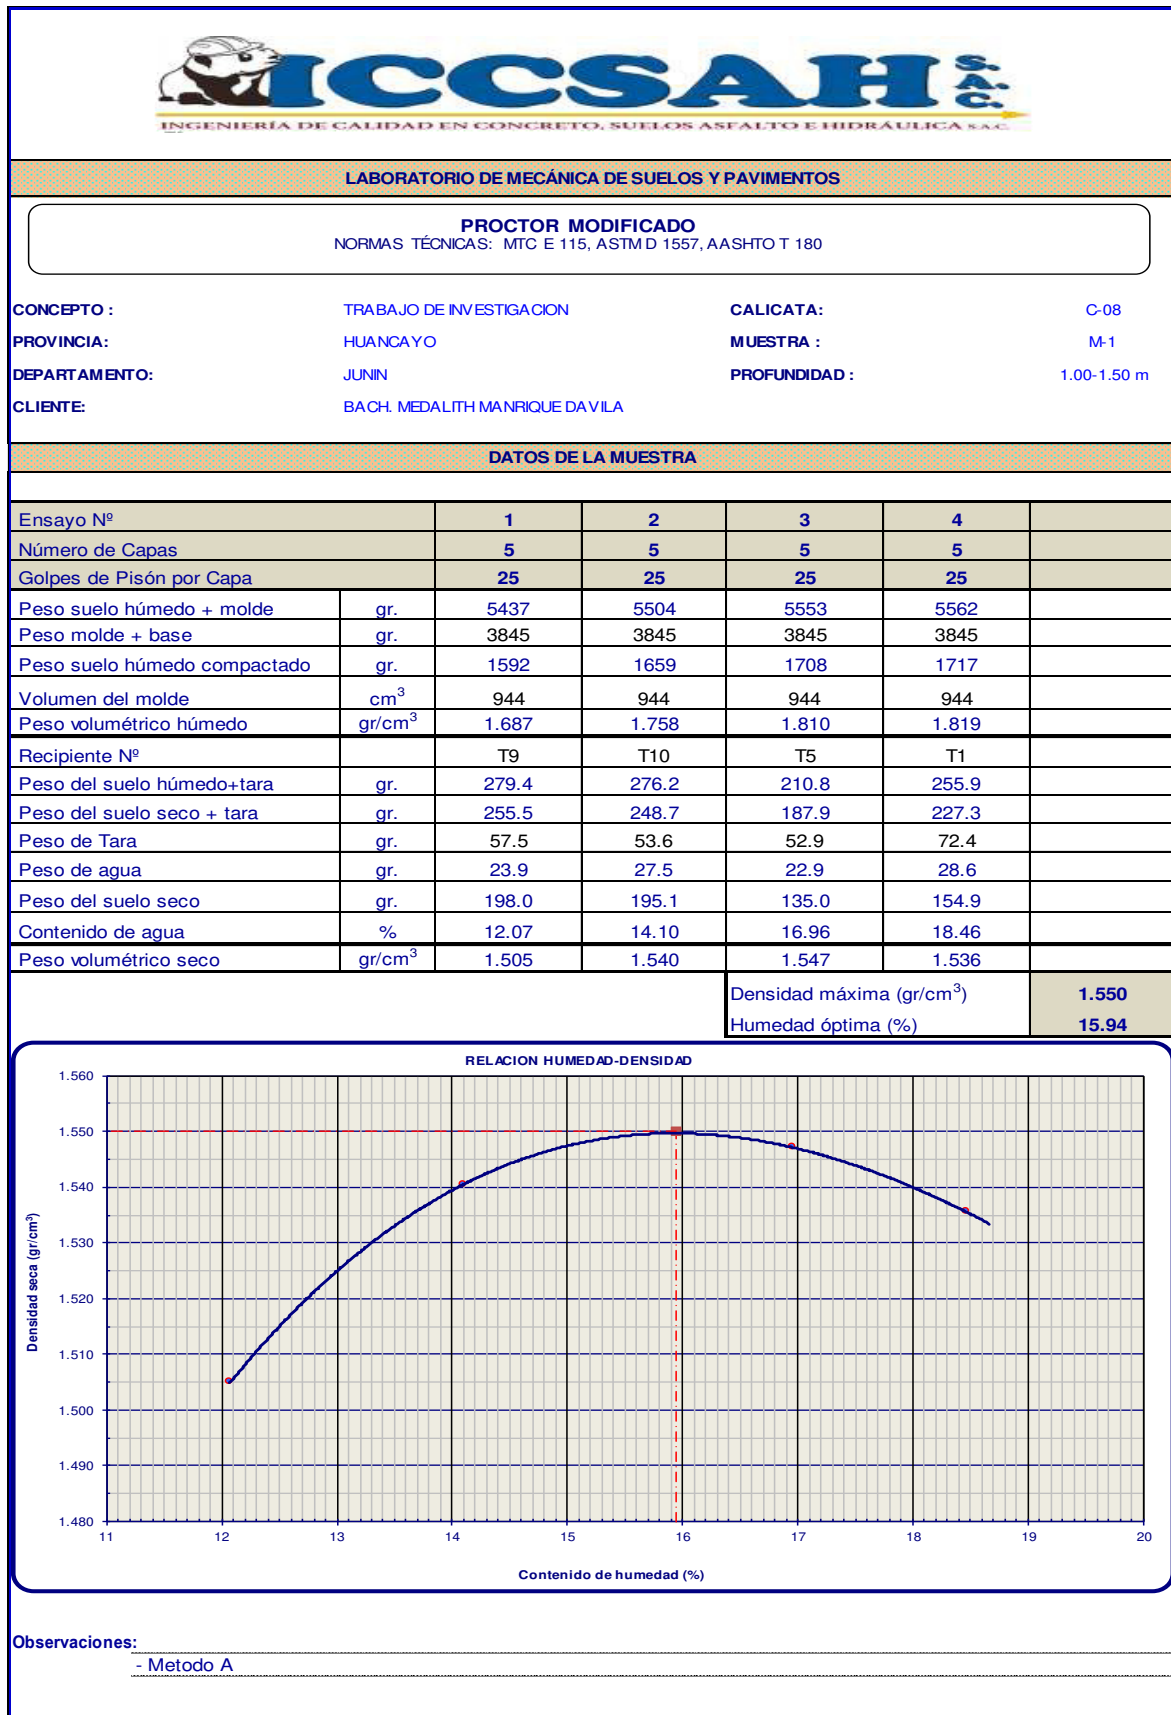 ICCSAH S.A.C.
INGENIERÍA DE CALIDAD EN CONCRETO, SUELOS ASFALTO E HIDRÁULICA S.A.C.
LABORATORIO DE MECÁNICA DE SUELOS Y PAVIMENTOS
PROCTOR MODIFICADO
NORMAS TÉCNICAS: MTC E 115, ASTM D 1557, AASHTO T 180
CONCEPTO : TRABAJO DE INVESTIGACION CALICATA: C-08
PROVINCIA: HUANCAYO MUESTRA : M-1
DEPARTAMENTO: JUNIN PROFUNDIDAD : 1.00-1.50 m
CLIENTE: BACH. MEDALITH MANRIQUE DAVILA
DATOS DE LA MUESTRA
Ensayo Nº 1 2 3 4
Número de Capas 5 5 5 5
Golpes de Pisón por Capa 25 25 25 25
Peso suelo húmedo + molde gr. 5437 5504 5553 5562
Peso molde + base gr. 3845 3845 3845 3845
Peso suelo húmedo compactado gr. 1592 1659 1708 1717
Volumen del molde cm³ 944 944 944 944
Peso volumétrico húmedo gr/cm³ 1.687 1.758 1.810 1.819
Recipiente Nº T9 T10 T5 T1
Peso del suelo húmedo+tara gr. 279.4 276.2 210.8 255.9
Peso del suelo seco + tara gr. 255.5 248.7 187.9 227.3
Peso de Tara gr. 57.5 53.6 52.9 72.4
Peso de agua gr. 23.9 27.5 22.9 28.6
Peso del suelo seco gr. 198.0 195.1 135.0 154.9
Contenido de agua % 12.07 14.10 16.96 18.46
Peso volumétrico seco gr/cm³ 1.505 1.540 1.547 1.536
Densidad máxima (gr/cm³) 1.550
Humedad óptima (%) 15.94
RELACION HUMEDAD-DENSIDAD
Densidad seca (gr/cm³)
1.560
1.550
1.540
1.530
1.520
1.510
1.500
1.490
1.480
11 12 13 14 15 16 17 18 19 20
Contenido de humedad (%)
Observaciones:
- Metodo A